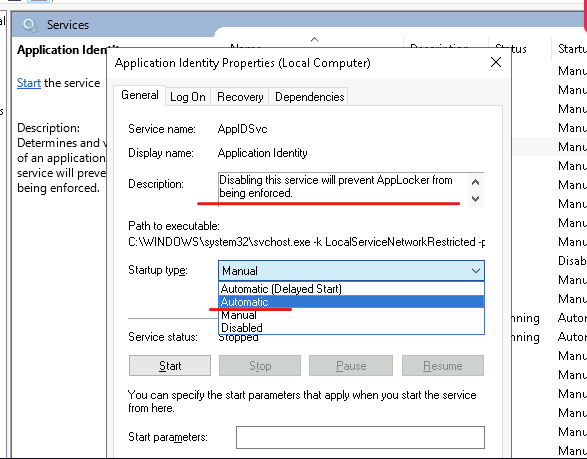 Services
Application Identity
Start the service
Description:
Determines and v
of an application
service will preve
being enforced.
Name
Description
Status
Startu
Application Identity Properties (Local Computer)
General
Log On
Recovery
Dependencies
Service name:
AppIDSvc
Display name:
Application Identity
Description:
Disabling this service will prevent AppLocker from
being enforced.
Path to executable:
C:\WINDOWS\system32\svchost.exe -k LocalServiceNetworkRestricted -p
Startup type:
Manual
Automatic (Delayed Start)
Automatic
Manual
Disabled
Service status:
Stopped
Start
Stop
Pause
Resume
You can specify the start parameters that apply when you start the service
from here.
Start parameters:
Manu
Manu
Manu
Manu
Manu
Manu
Manu
Manu
Manu
Manu
Disab
Manu
Manu
nning
Autor
nning
Autor
Manu
Manu
Manu
Manu
Manu
Manu